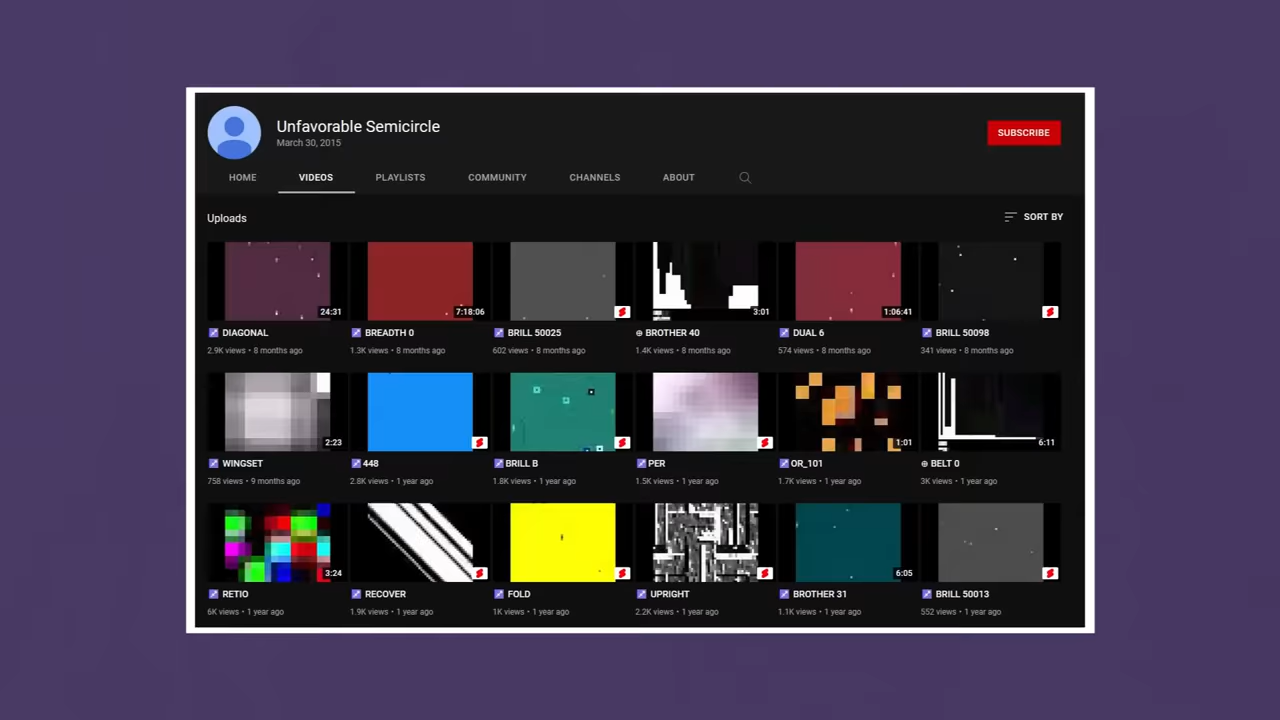 Unfavorable Semicircle
March 30, 2015
SUBSCRIBE
HOME VIDEOS PLAYLISTS COMMUNITY CHANNELS ABOUT
Uploads
SORT BY
24:31 7:18:06 3:01 1:06:41
DIAGONAL BREADTH 0 BRILL 50025 ⊕ BROTHER 40 DUAL 6 BRILL 50098
2.9K views • 8 months ago 1.3K views • 8 months ago 602 views • 8 months ago 1.4K views • 8 months ago 574 views • 8 months ago 341 views • 8 months ago
2:23 1:01 6:11
WINGSET 448 BRILL B PER OR_101 ⊕ BELT 0
758 views • 9 months ago 2.8K views • 1 year ago 1.8K views • 1 year ago 1.5K views • 1 year ago 1.7K views • 1 year ago 3K views • 1 year ago
3:24 6:05
RETIO RECOVER FOLD UPRIGHT BROTHER 31 BRILL 50013
6K views • 1 year ago 1.9K views • 1 year ago 1K views • 1 year ago 2.2K views • 1 year ago 1.1K views • 1 year ago 552 views • 1 year ago